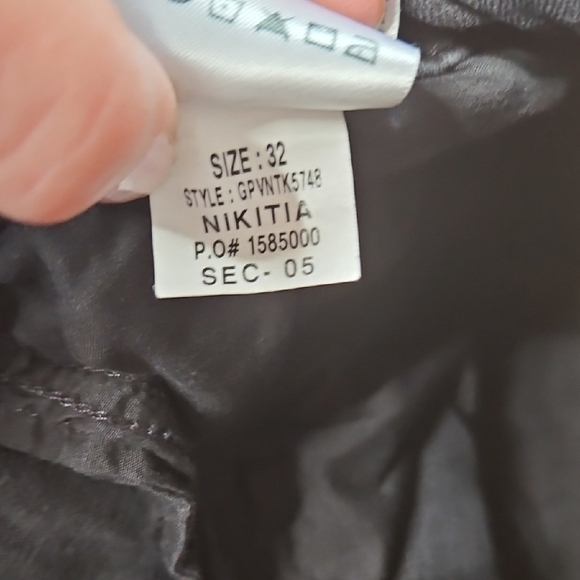 SIZE : 32
STYLE : GPVNTK5748
NIKITIA
P.O# 1585000
SEC- 05